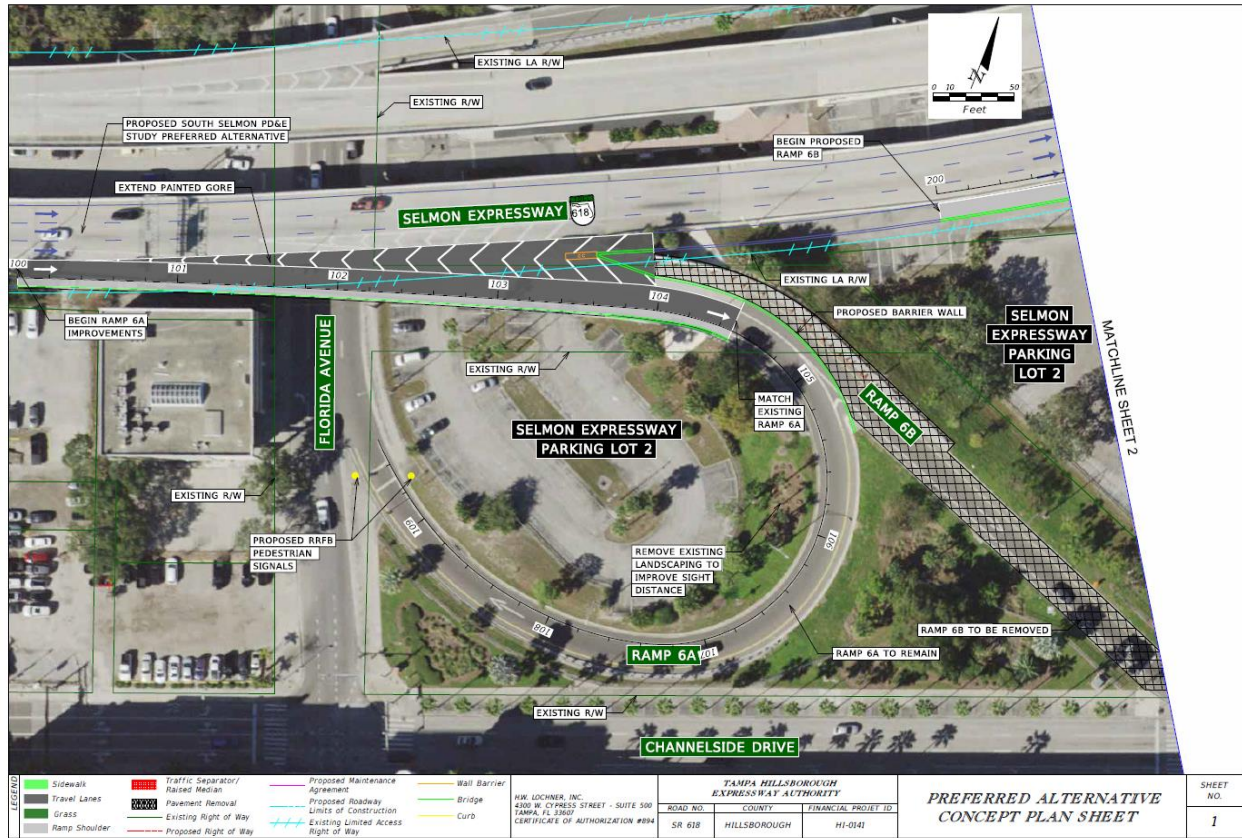 EXISTING LA R/W
EXISTING R/W
PROPOSED SOUTH SELMON PD&E
STUDY PREFERRED ALTERNATIVE
EXTEND PAINTED GORE
SELMON EXPRESSWAY
618
BEGIN PROPOSED
RAMP 6B
200
N
0 10 50
Feet
100
101
102
103
104
105
106
107
108
109
BEGIN RAMP 6A
IMPROVEMENTS
FLORIDA AVENUE
EXISTING R/W
EXISTING LA R/W
PROPOSED BARRIER WALL
SELMON
EXPRESSWAY
PARKING
LOT 2
MATCHLINE SHEET 2
MATCH
EXISTING
RAMP 6A
RAMP 6B
SELMON EXPRESSWAY
PARKING LOT 2
EXISTING R/W
PROPOSED RRFB
PEDESTRIAN
SIGNALS
REMOVE EXISTING
LANDSCAPING TO
IMPROVE SIGHT
DISTANCE
RAMP 6B TO BE REMOVED
RAMP 6A
RAMP 6A TO REMAIN
EXISTING R/W
CHANNELSIDE DRIVE
LEGEND
Sidewalk
Travel Lanes
Grass
Ramp Shoulder
Traffic Separator/
Raised Median
Pavement Removal
Existing Right of Way
Proposed Right of Way
Proposed Maintenance
Agreement
Proposed Roadway
Limits of Construction
Existing Limited Access
Right of Way
Wall Barrier
Bridge
Curb
H.W. LOCHNER, INC.
4300 W. CYPRESS STREET - SUITE 500
TAMPA, FL 33607
CERTIFICATE OF AUTHORIZATION #894
TAMPA HILLSBOROUGH
EXPRESSWAY AUTHORITY
ROAD NO. COUNTY FINANCIAL PROJET ID
SR 618 HILLSBOROUGH HI-0141
PREFERRED ALTERNATIVE
CONCEPT PLAN SHEET
SHEET
NO.
1